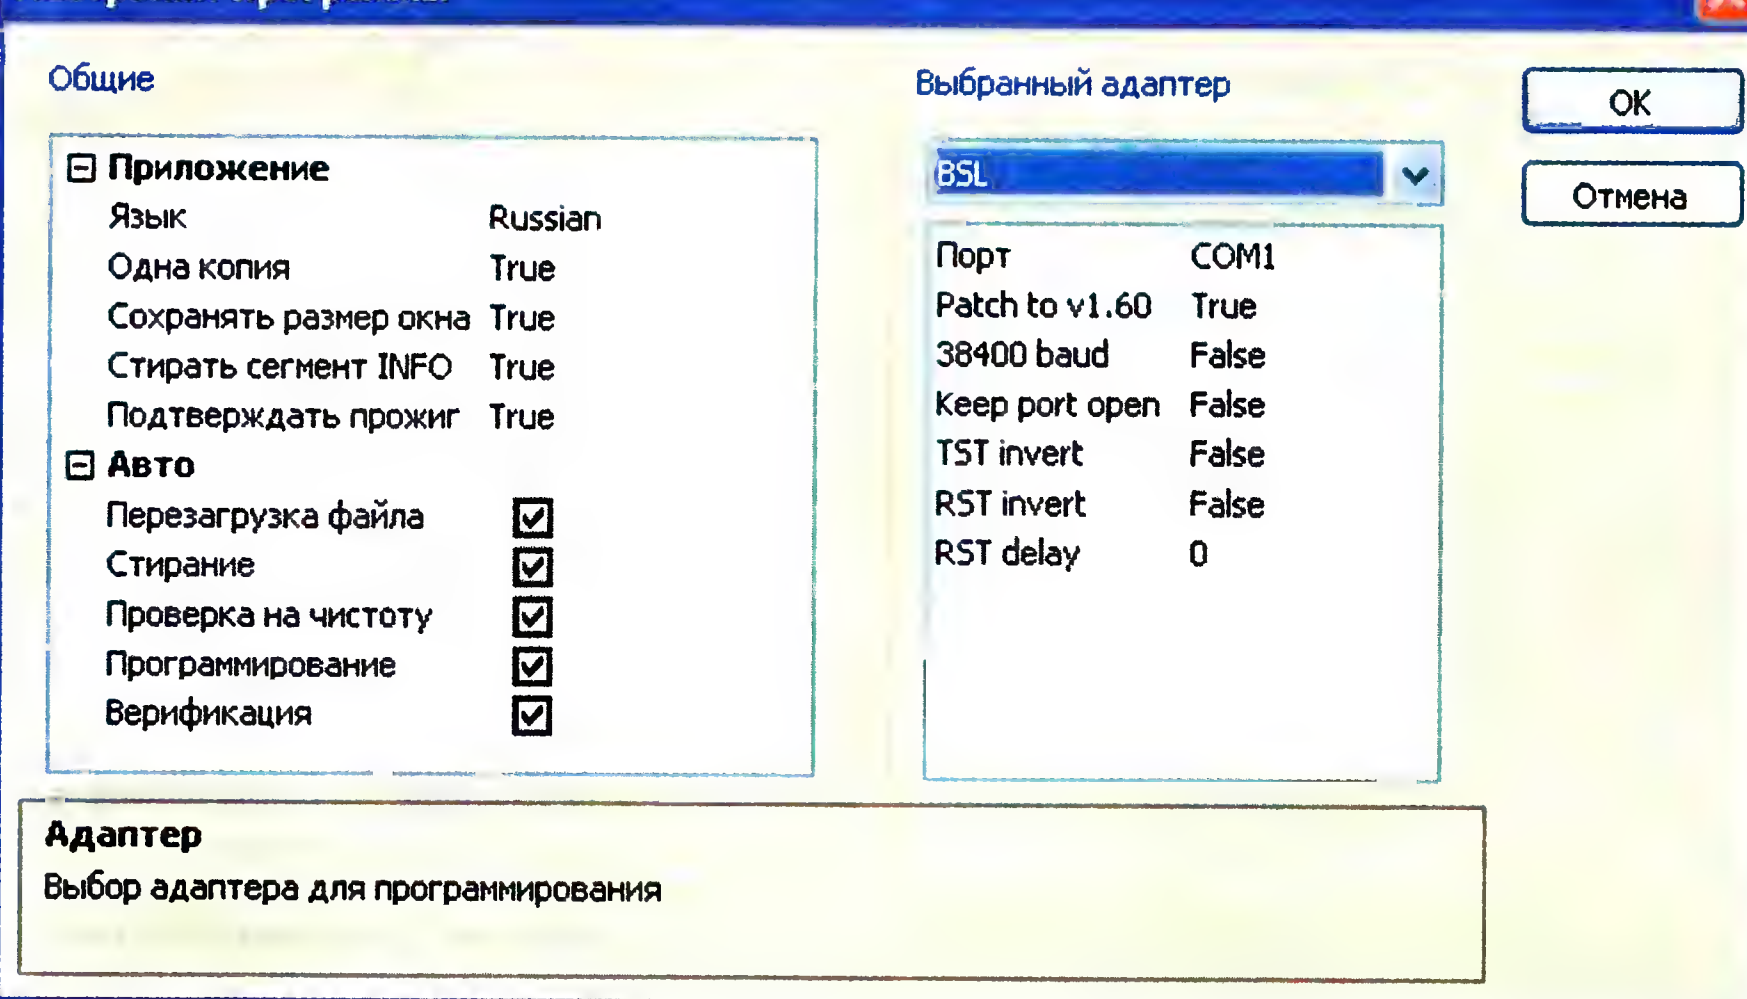 Общие
Приложение
Язык Russian
Одна копия True
Сохранять размер окна True
Стирать сегмент INFO True
Подтверждать прожиг True
Авто
Перезагрузка файла
Стирание
Проверка на чистоту
Программирование
Верификация
Выбранный адаптер
BSL
Порт COM1
Patch to v1.60 True
38400 baud False
Keep port open False
TST invert False
RST invert False
RST delay 0
OK
Отмена
Адаптер
Выбор адаптера для программирования